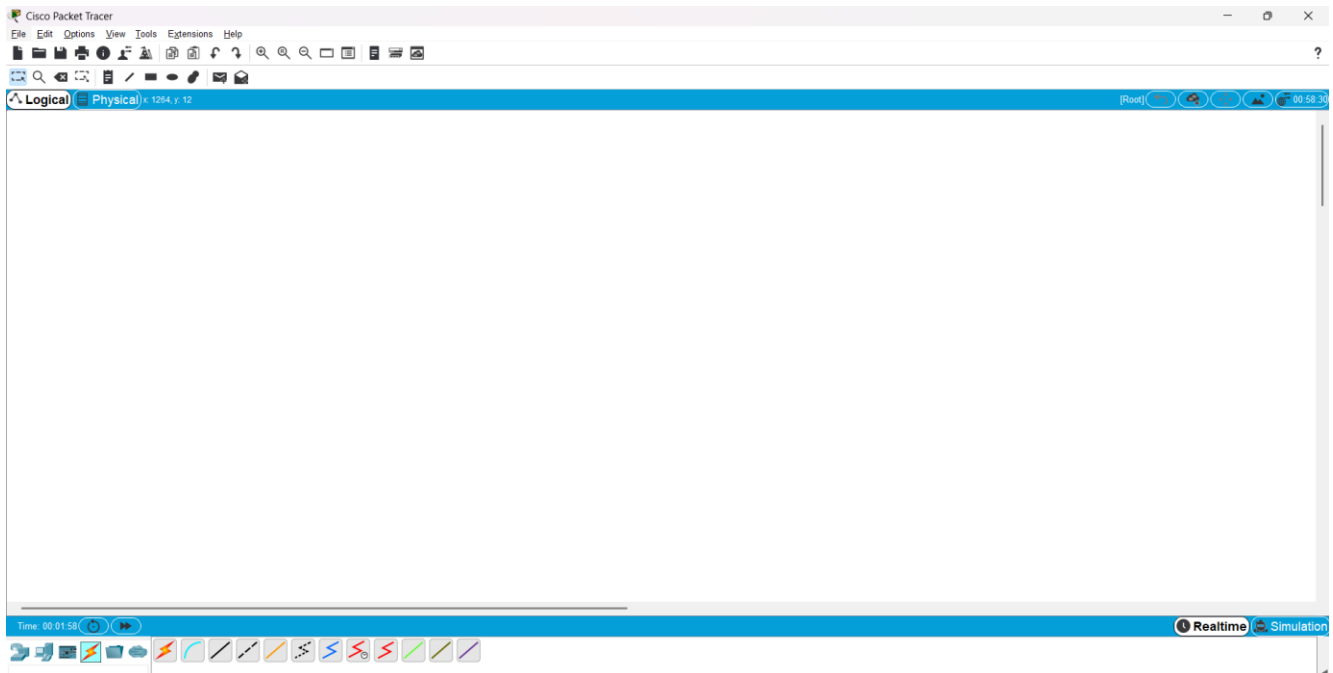 Cisco Packet Tracer
File Edit Options View Tools Extensions Help
?
Logical Physical x: 1264, y: 12 [Root] 00:58:30
Time: 00:01:58 Realtime Simulation